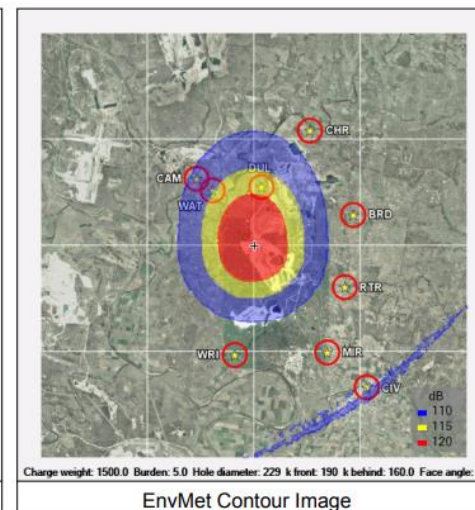 CHR
DUL
CAM
WAT
BRD
RTR
WRI
MIR
CIV
dB
110
115
120
Charge weight: 1500.0 Burden: 5.0 Hole diameter: 229 k front: 190 k behind: 160.0 Face angle:
EnvMet Contour Image